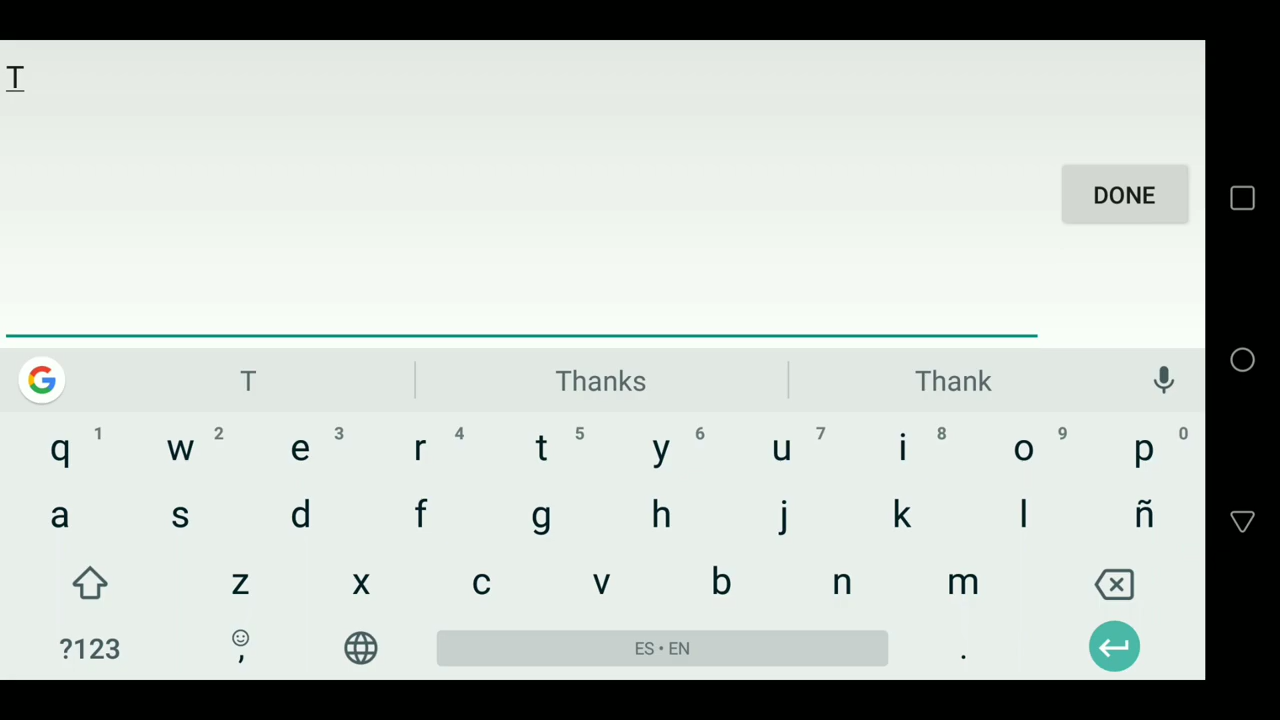 T
DONE
T Thanks Thank
q 1 w 2 e 3 r 4 t 5 y 6 u 7 i 8 o 9 p 0
a s d f g h j k l ñ
z x c v b n m
?123 , ES • EN .